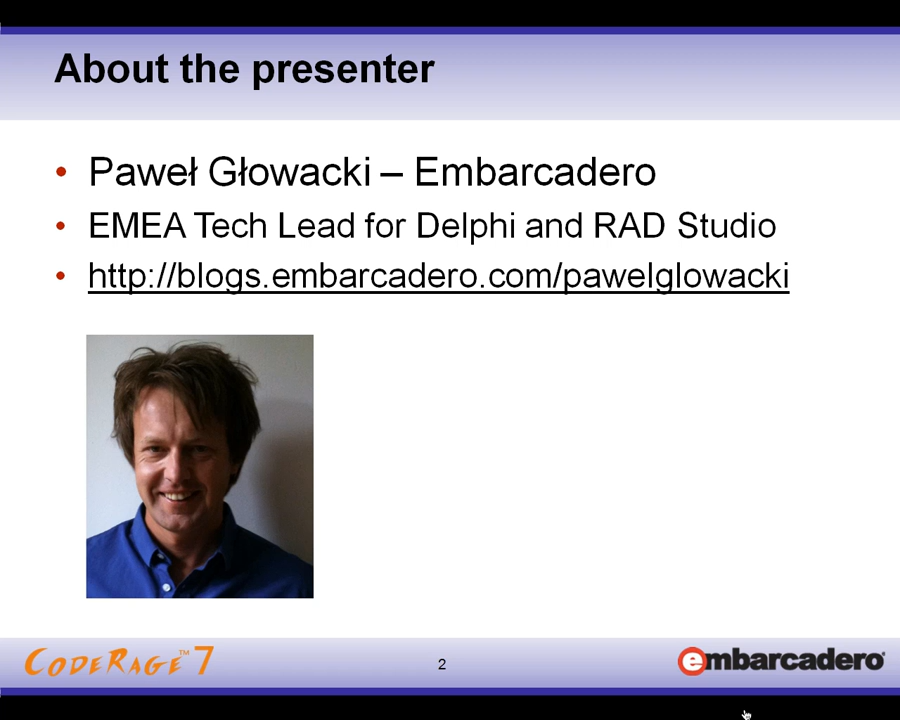 About the presenter
• Paweł Głowacki – Embarcadero
• EMEA Tech Lead for Delphi and RAD Studio
• http://blogs.embarcadero.com/pawelglowacki
CODERAGE™ 7
2
embarcadero®